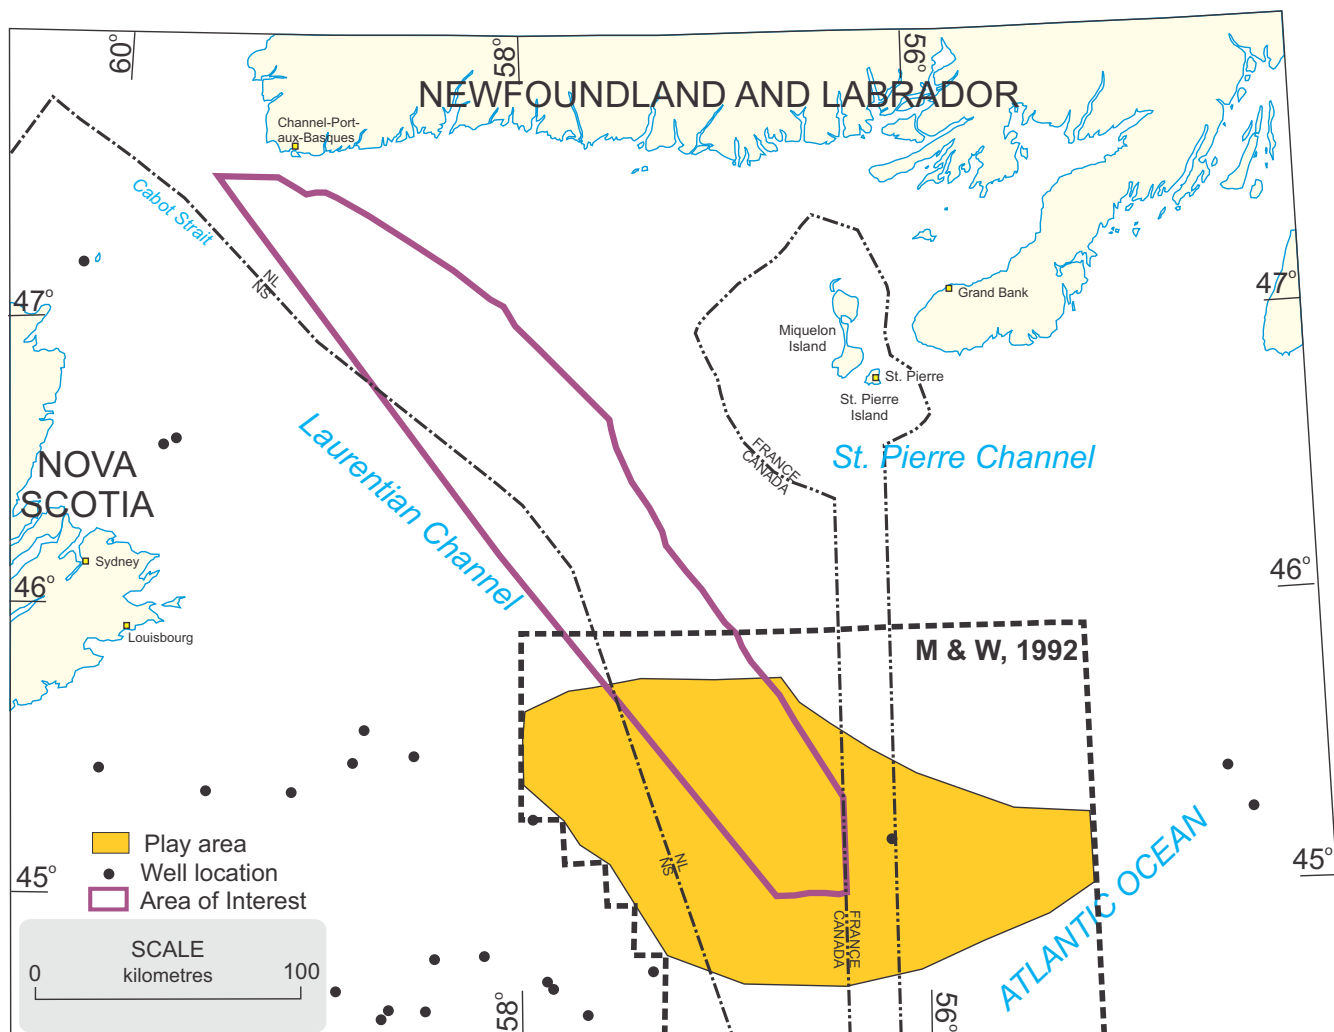 60°
58°
56°
NEWFOUNDLAND AND LABRADOR
Channel-Port-
aux-Basques
Cabot Strait
NL
NS
47°
47°
Grand Bank
Miquelon
Island
St. Pierre
St. Pierre
Island
Laurentian Channel
FRANCE
CANADA
St. Pierre Channel
NOVA
SCOTIA
Sydney
46°
46°
Louisbourg
M & W, 1992
Play area
Well location
Area of Interest
NL
NS
45°
45°
ATLANTIC OCEAN
FRANCE
CANADA
SCALE
kilometres
0
100
58°
56°